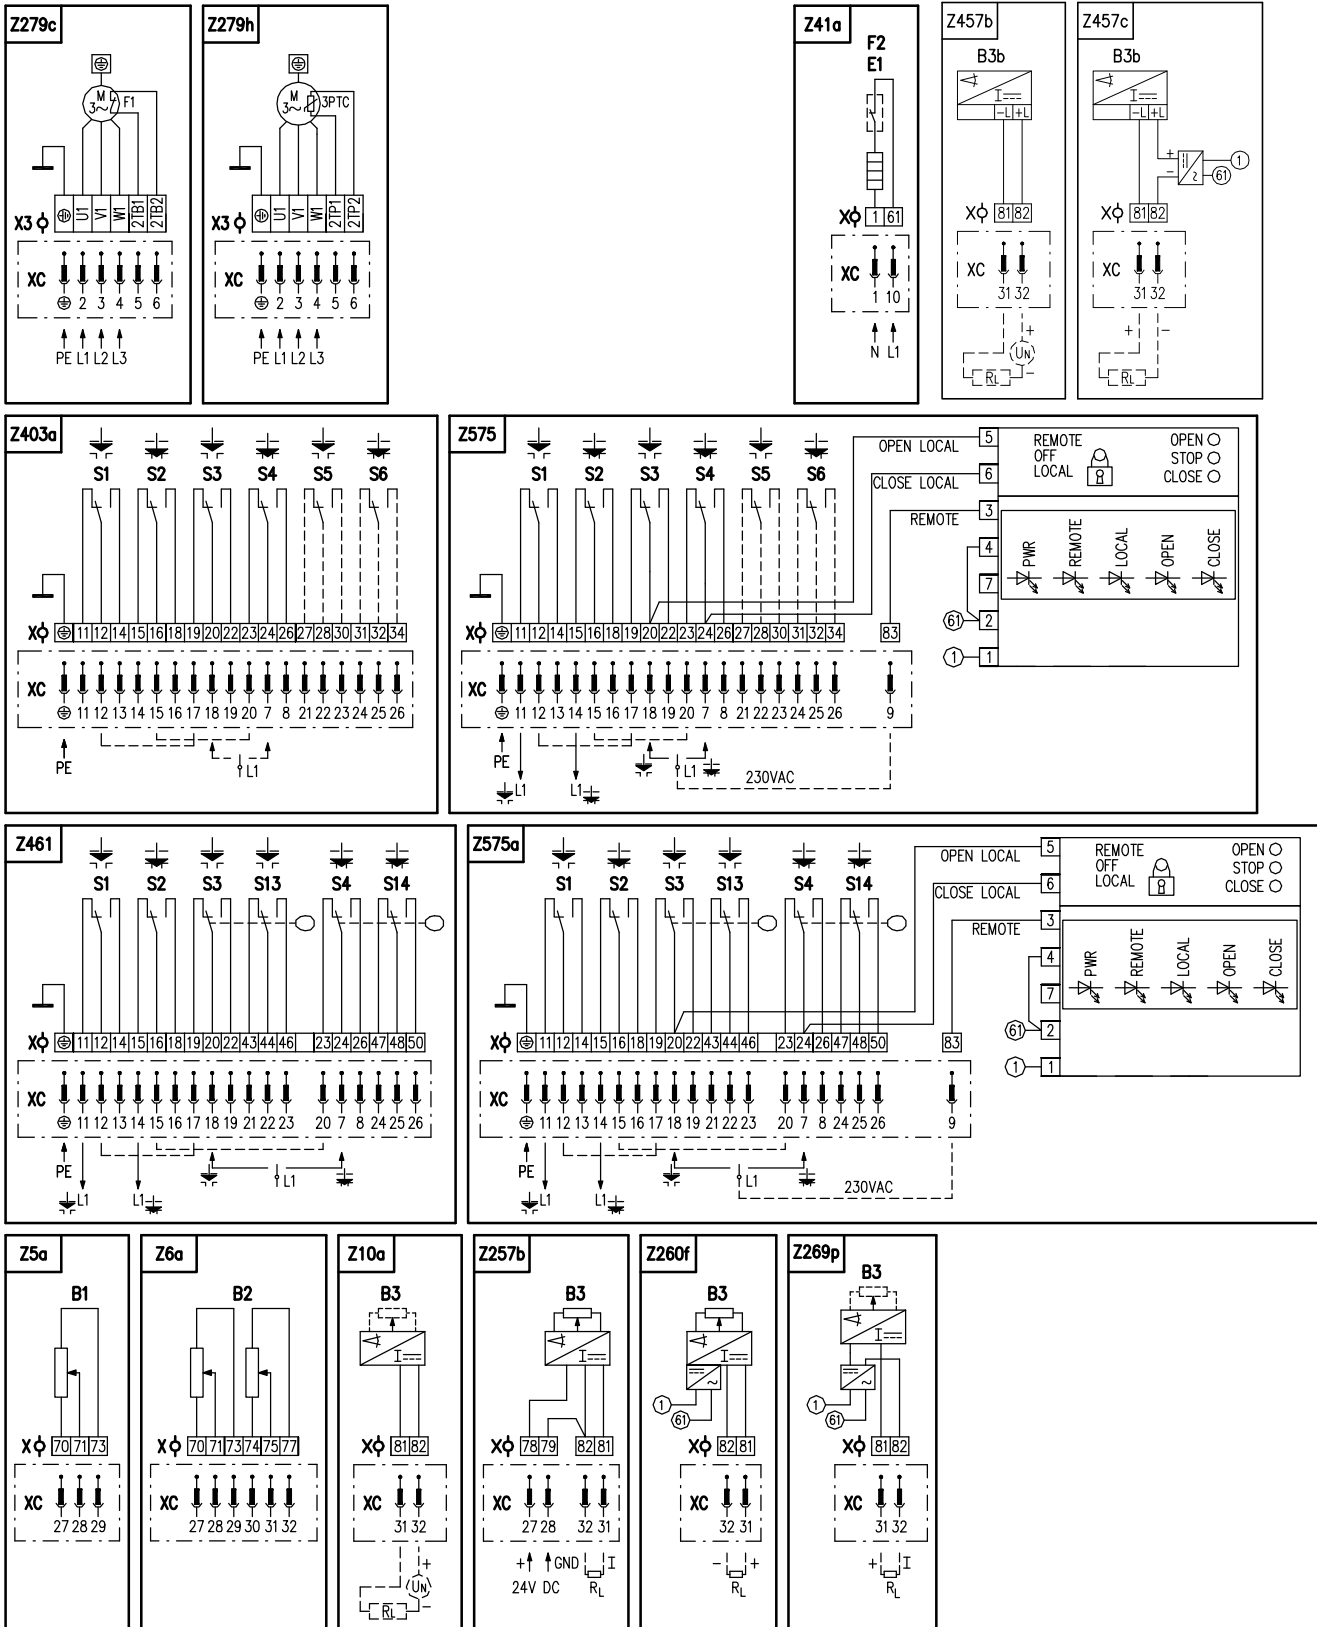 Z279c
M
3~
F1
X3 U1 V1 W1 2TB1 2TB2
XC
2 3 4 5 6
PE L1 L2 L3
Z279h
M
3~
3PTC
X3 U1 V1 W1 2TP1 2TP2
XC
2 3 4 5 6
PE L1 L2 L3
Z41a
F2
E1
X 1 61
XC
1 10
N L1
Z457b
B3b
I
-L +L
X 81 82
XC
31 32
+
UN
-
RL
Z457c
B3b
I
-L +L
+
-
1
61
X 81 82
XC
31 32
+ -
RL
Z403a
S1 S2 S3 S4 S5 S6
X 11 12 14 15 16 18 19 20 22 23 24 26 27 28 30 31 32 34
XC
11 12 13 14 15 16 17 18 19 20 7 8 21 22 23 24 25 26
PE
L1
Z575
S1 S2 S3 S4 S5 S6
OPEN LOCAL 5
CLOSE LOCAL 6
REMOTE 3
4
7
61 2
1 1
REMOTE
OFF
LOCAL
OPEN
STOP
CLOSE
PWR
REMOTE
LOCAL
OPEN
CLOSE
X 11 12 14 15 16 18 19 20 22 23 24 26 27 28 30 31 32 34 83
XC
11 12 13 14 15 16 17 18 19 20 7 8 21 22 23 24 25 26 9
PE
L1 L1 L1
230VAC
Z461
S1 S2 S3 S13 S4 S14
X 11 12 14 15 16 18 19 20 22 43 44 46 23 24 26 47 48 50
XC
11 12 13 14 15 16 17 18 19 21 22 23 20 7 8 24 25 26
PE
L1 L1 L1
Z575a
S1 S2 S3 S13 S4 S14
OPEN LOCAL 5
CLOSE LOCAL 6
REMOTE 3
4
7
61 2
1 1
REMOTE
OFF
LOCAL
OPEN
STOP
CLOSE
PWR
REMOTE
LOCAL
OPEN
CLOSE
X 11 12 14 15 16 18 19 20 22 43 44 46 23 24 26 47 48 50 83
XC
11 12 13 14 15 16 17 18 19 21 22 23 20 7 8 24 25 26 9
PE
L1 L1 L1
230VAC
Z5a
B1
X 70 71 73
XC
27 28 29
Z6a
B2
X 70 71 73 74 75 77
XC
27 28 29 30 31 32
Z10a
B3
I
X 81 82
XC
31 32
+
UN
-
RL
Z257b
B3
I
X 78 79 82 81
XC
27 28 32 31
+ GND I
24V DC RL
Z260f
B3
I
~
1
61
X 82 81
XC
32 31
- +
RL
Z269p
B3
I
~
1
61
X 81 82
XC
31 32
+ I
RL